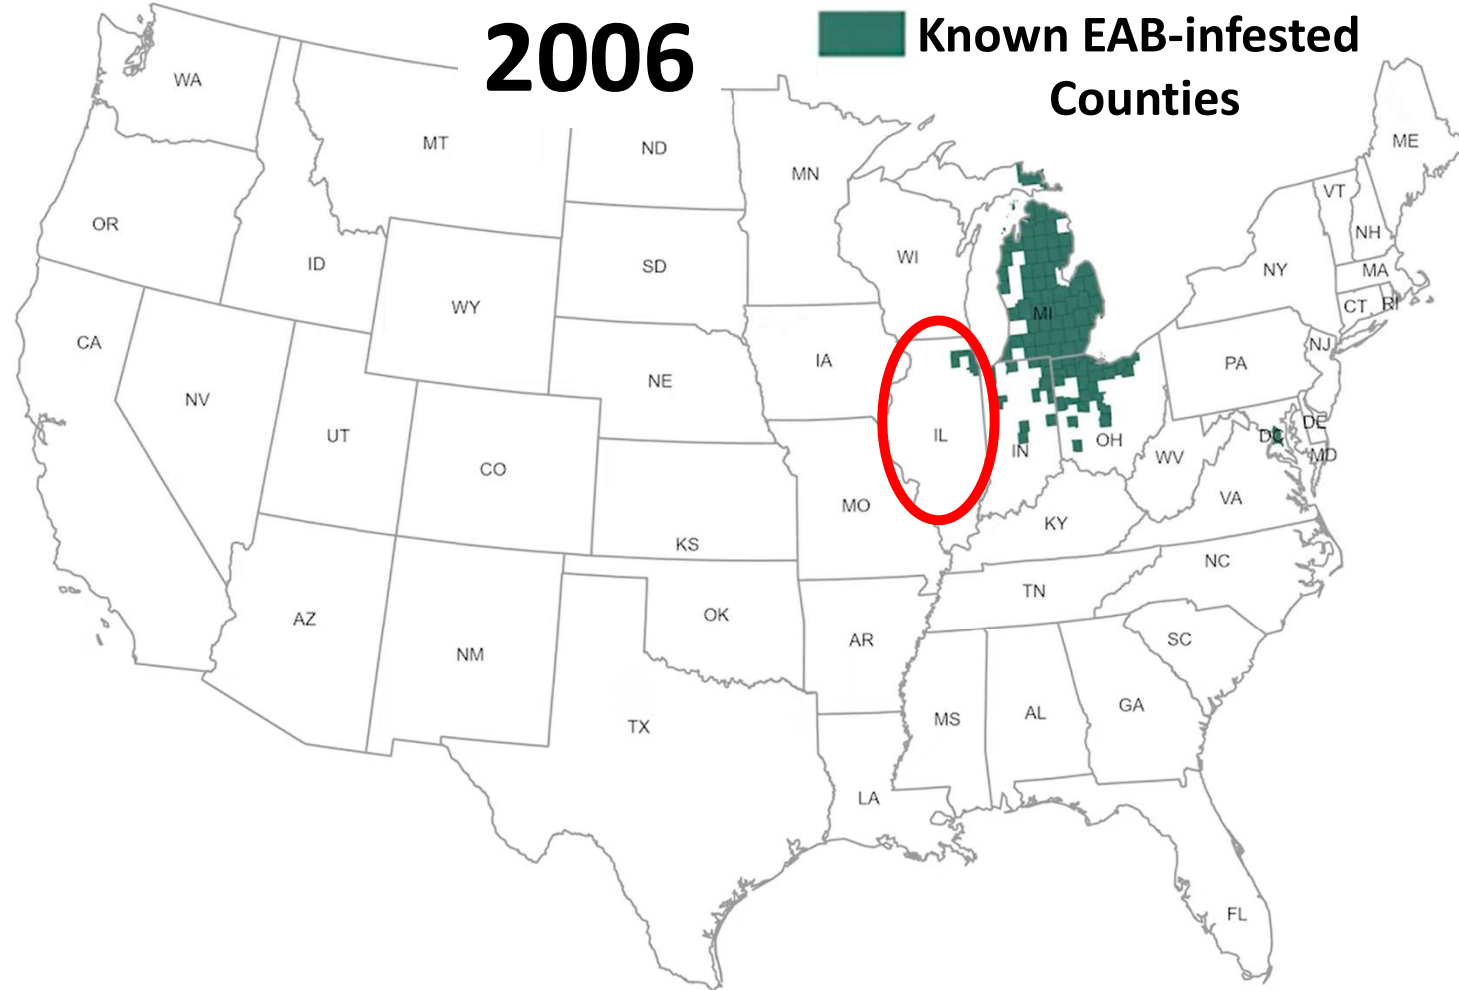 2006
Known EAB-infested
Counties
WA
MT
ND
MN
ME
VT
NH
OR
ID
SD
WI
NY
MA
WY
MI
CT
RI
CA
NV
NE
IA
PA
NJ
UT
CO
IL
IN
OH
DC
DE
MD
WV
VA
KS
MO
KY
NC
TN
AZ
NM
OK
AR
SC
TX
MS
AL
GA
LA
FL